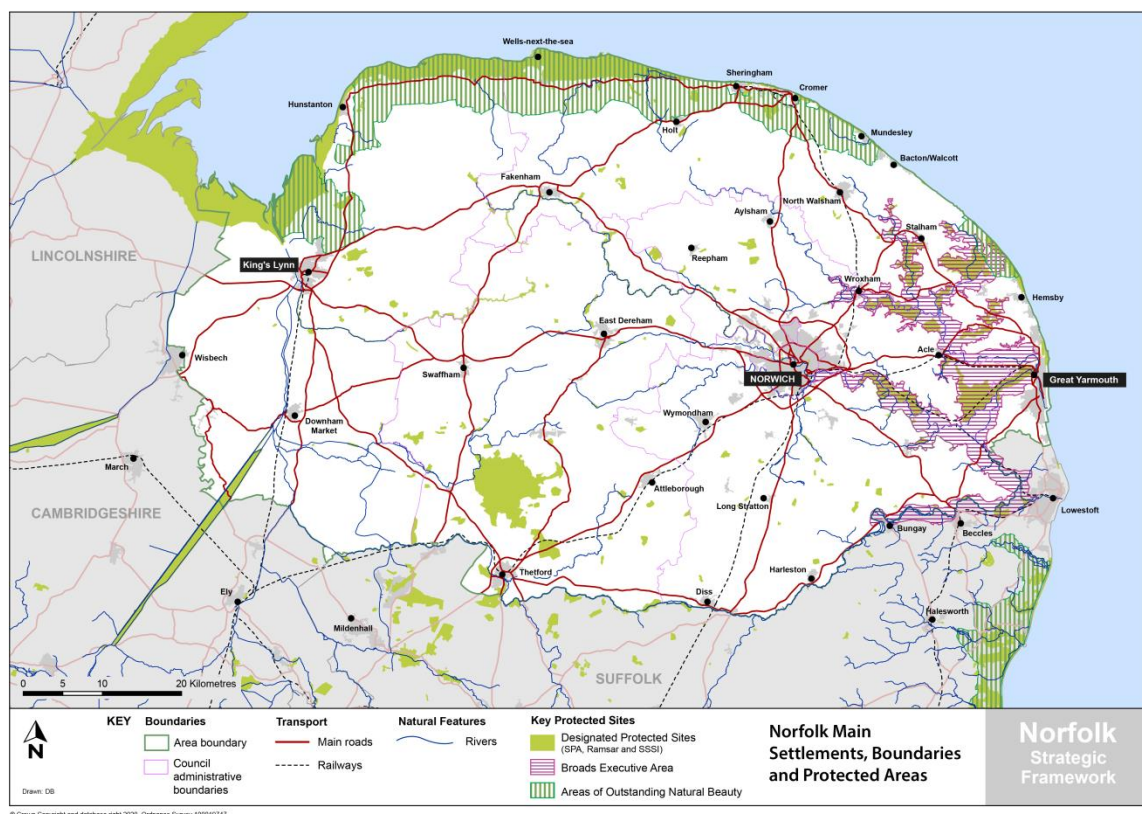 Wells-next-the-sea
Sheringham
Cromer
Hunstanton
Holt
Mundesley
Bacton/Walcott
Fakenham
North Walsham
Aylsham
Stalham
LINCOLNSHIRE
Reepham
King's Lynn
Wroxham
Hemsby
East Dereham
Wisbech
Acle
Swaffham
NORWICH
Great Yarmouth
Downham
Market
Wymondham
March
Attleborough
Long Stratton
Lowestoft
CAMBRIDGESHIRE
Bungay
Beccles
Thetford
Harleston
Ely
Diss
Mildenhall
Halesworth
SUFFOLK
0 5 10 20 Kilometres
N
Drawn: DB
KEY
Boundaries
Area boundary
Council
administrative
boundaries
Transport
Main roads
Railways
Natural Features
Rivers
Key Protected Sites
Designated Protected Sites
(SPA, Ramsar and SSSI)
Broads Executive Area
Areas of Outstanding Natural Beauty
Norfolk Main
Settlements, Boundaries
and Protected Areas
Norfolk
Strategic
Framework